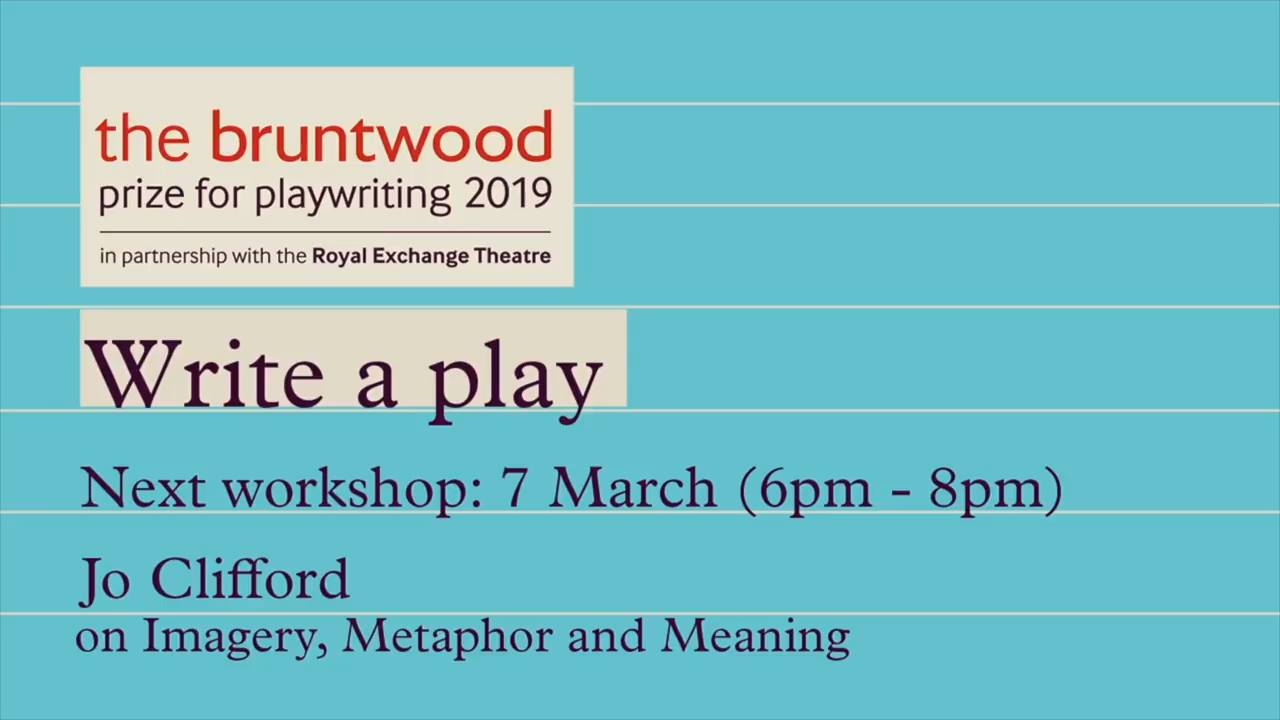 the bruntwood
prize for playwriting 2019
in partnership with the Royal Exchange Theatre
Write a play
Next workshop: 7 March (6pm - 8pm)
Jo Clifford
on Imagery, Metaphor and Meaning